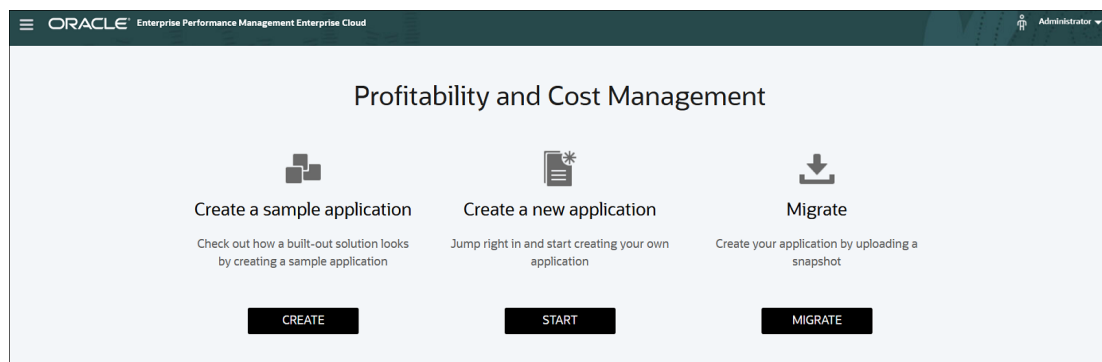 ORACLE® Enterprise Performance Management Enterprise Cloud
Administrator
Profitability and Cost Management
Create a sample application
Check out how a built-out solution looks
by creating a sample application
CREATE
Create a new application
Jump right in and start creating your own
application
START
Migrate
Create your application by uploading a
snapshot
MIGRATE